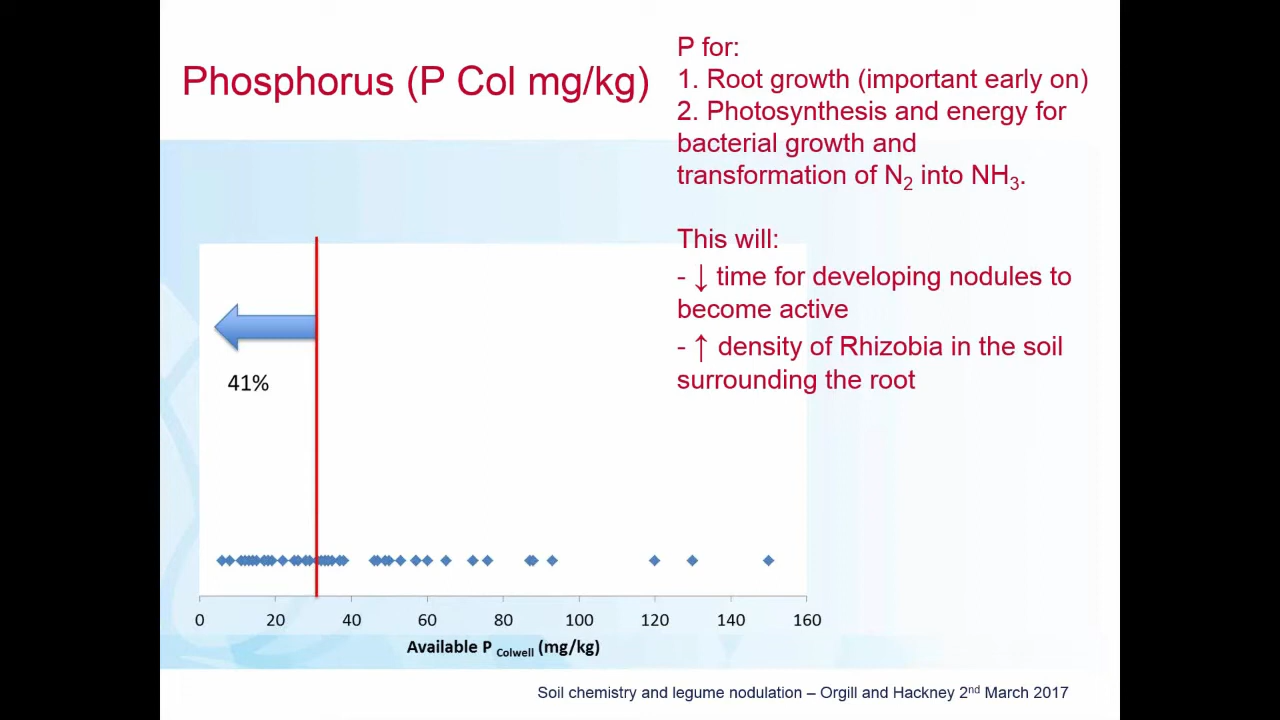 Phosphorus (P Col mg/kg)
P for:
1. Root growth (important early on)
2. Photosynthesis and energy for
bacterial growth and
transformation of N₂ into NH₃.
This will:
- ↓ time for developing nodules to
become active
- ↑ density of Rhizobia in the soil
surrounding the root
41%
0 20 40 60 80 100 120 140 160
Available P Colwell (mg/kg)
Soil chemistry and legume nodulation – Orgill and Hackney 2nd March 2017